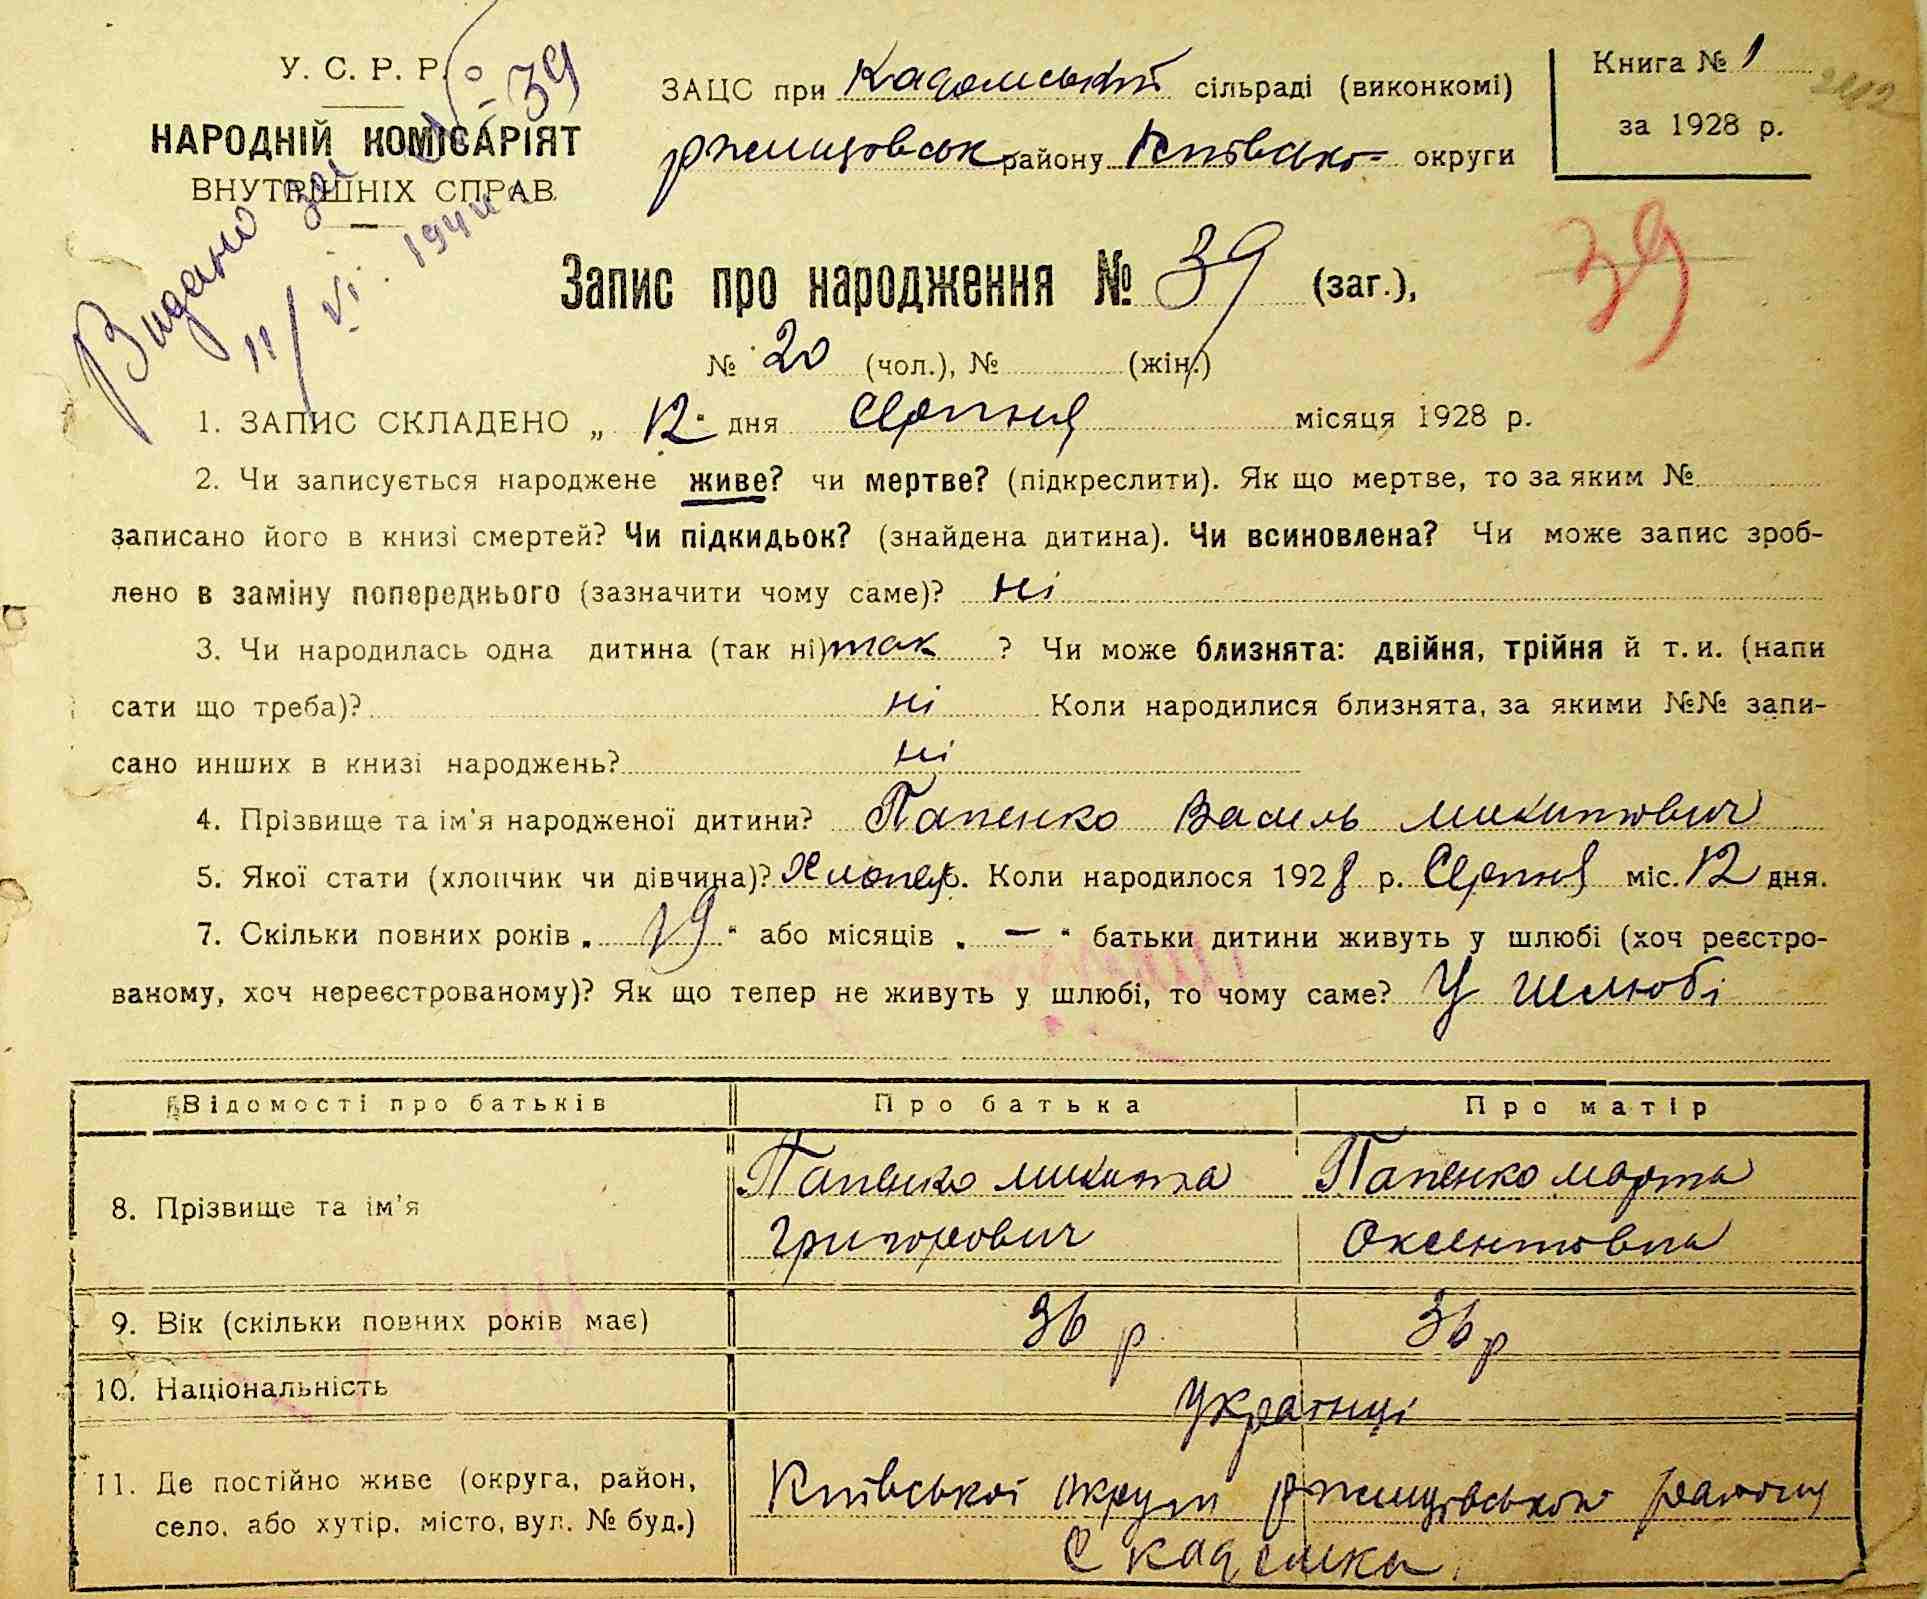 У. С. Р. Р.
НАРОДНІЙ КОМІСАРІЯТ
ВНУТРІШНІХ СПРАВ.
Видано № 39
11/VI. 194
ЗАЦС при Кадомський сільраді (виконкомі)
ржищовськ району Київсько- округи
Книга № 1
за 1928 р.
Запис про народження № 39 (заг.),
39
№ 20 (чол.), № (жін.)
1. ЗАПИС СКЛАДЕНО „ 12 " дня Серпня місяця 1928 р.
2. Чи записується народжене живе? чи мертве? (підкреслити). Як що мертве, то за яким №
записано його в книзі смертей? Чи підкидьок? (знайдена дитина). Чи всиновлена? Чи може запис зроб-
лено в заміну попереднього (зазначити чому саме)? ні
3. Чи народилась одна дитина (так ні) так ? Чи може близнята: двійня, трійня й т. и. (напи
сати що треба)? ні Коли народилися близнята, за якими №№ запи-
сано инших в книзі народжень? ні
4. Прізвище та ім'я народженої дитини? Папенко Василь микитович
5. Якої стати (хлопчик чи дівчина)? Хлопец. Коли народилося 1928 р. Серпня міс. 12 дня.
7. Скільки повних років „ 19 " або місяців „ — " батьки дитини живуть у шлюбі (хоч реєстро-
ваному, хоч нереєстрованому)? Як що тепер не живуть у шлюбі, то чому саме? У шлюбі
Відомості про батьків Про батька Про матір
8. Прізвище та ім'я Папенко микита Григорович Папенко марта Оксентовна
9. Вік (скільки повних років має) 36 р 36 р
10. Національність Українці
11. Де постійно живе (округа, район, село, або хутір, місто, вул. № буд.) Київської округи ржищівського району
С кадомка.